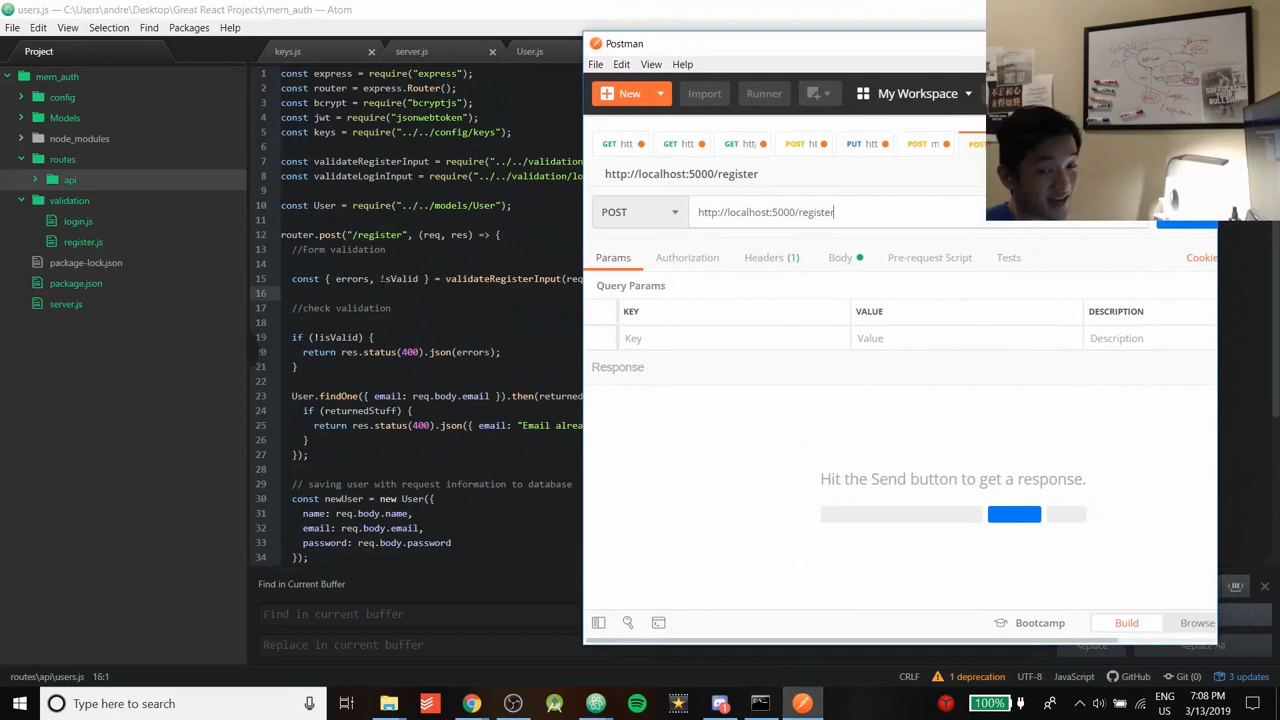 users.js — C:\Users\andre\Desktop\Great React Projects\mern_auth — Atom
File Edit View Selection Find Packages Help
Project
keys.js
server.js
User.js
mern_auth
config
Models
node_modules
routes
api
validation
login.js
register.js
package-lock.json
package.json
server.js
1 const express = require("express");
2 const router = express.Router();
3 const bcrypt = require("bcryptjs");
4 const jwt = require("jsonwebtoken");
5 const keys = require("../../config/keys");
6
7 const validateRegisterInput = require("../../validation
8 const validateLoginInput = require("../../validation/lo
9
10 const User = require("../../models/User");
11
12 router.post("/register", (req, res) => {
13 //Form validation
14
15 const { errors, isValid } = validateRegisterInput(req
16
17 //check validation
18
19 if (!isValid) {
20 return res.status(400).json(errors);
21 }
22
23 User.findOne({ email: req.body.email }).then(returned
24 if (returnedStuff) {
25 return res.status(400).json({ email: "Email alrea
26 }
27 });
28
29 // saving user with request information to database
30 const newUser = new User({
31 name: req.body.name,
32 email: req.body.email,
33 password: req.body.password
34 });
Find in Current Buffer
Find in current buffer
Replace in current buffer
Replace
Replace All
Postman
File Edit View Help
New
Import
Runner
My Workspace
GET htt
GET htt
GET htt
POST
PUT htt
POST m
POS
http://localhost:5000/register
POST
http://localhost:5000/register
Params
Authorization
Headers (1)
Body
Pre-request Script
Tests
Cookie
Query Params
KEY VALUE DESCRIPTION
Key Value Description
Response
Hit the Send button to get a response.
Bootcamp
Build
Browse
routes\api\users.js 16:1
CRLF
1 deprecation
UTF-8
JavaScript
GitHub
Git (0)
3 updates
Type here to search
100%
ENG
US
7:08 PM
3/13/2019